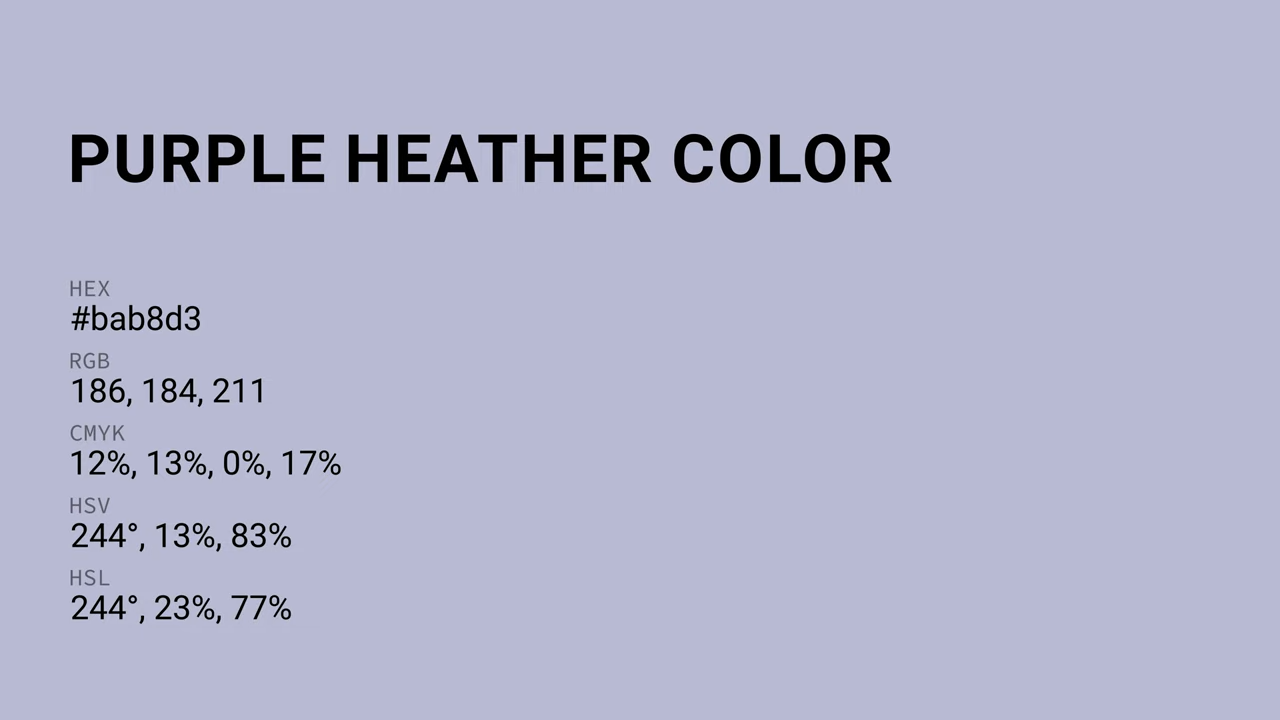 PURPLE HEATHER COLOR
HEX
#bab8d3
RGB
186, 184, 211
CMYK
12%, 13%, 0%, 17%
HSV
244°, 13%, 83%
HSL
244°, 23%, 77%